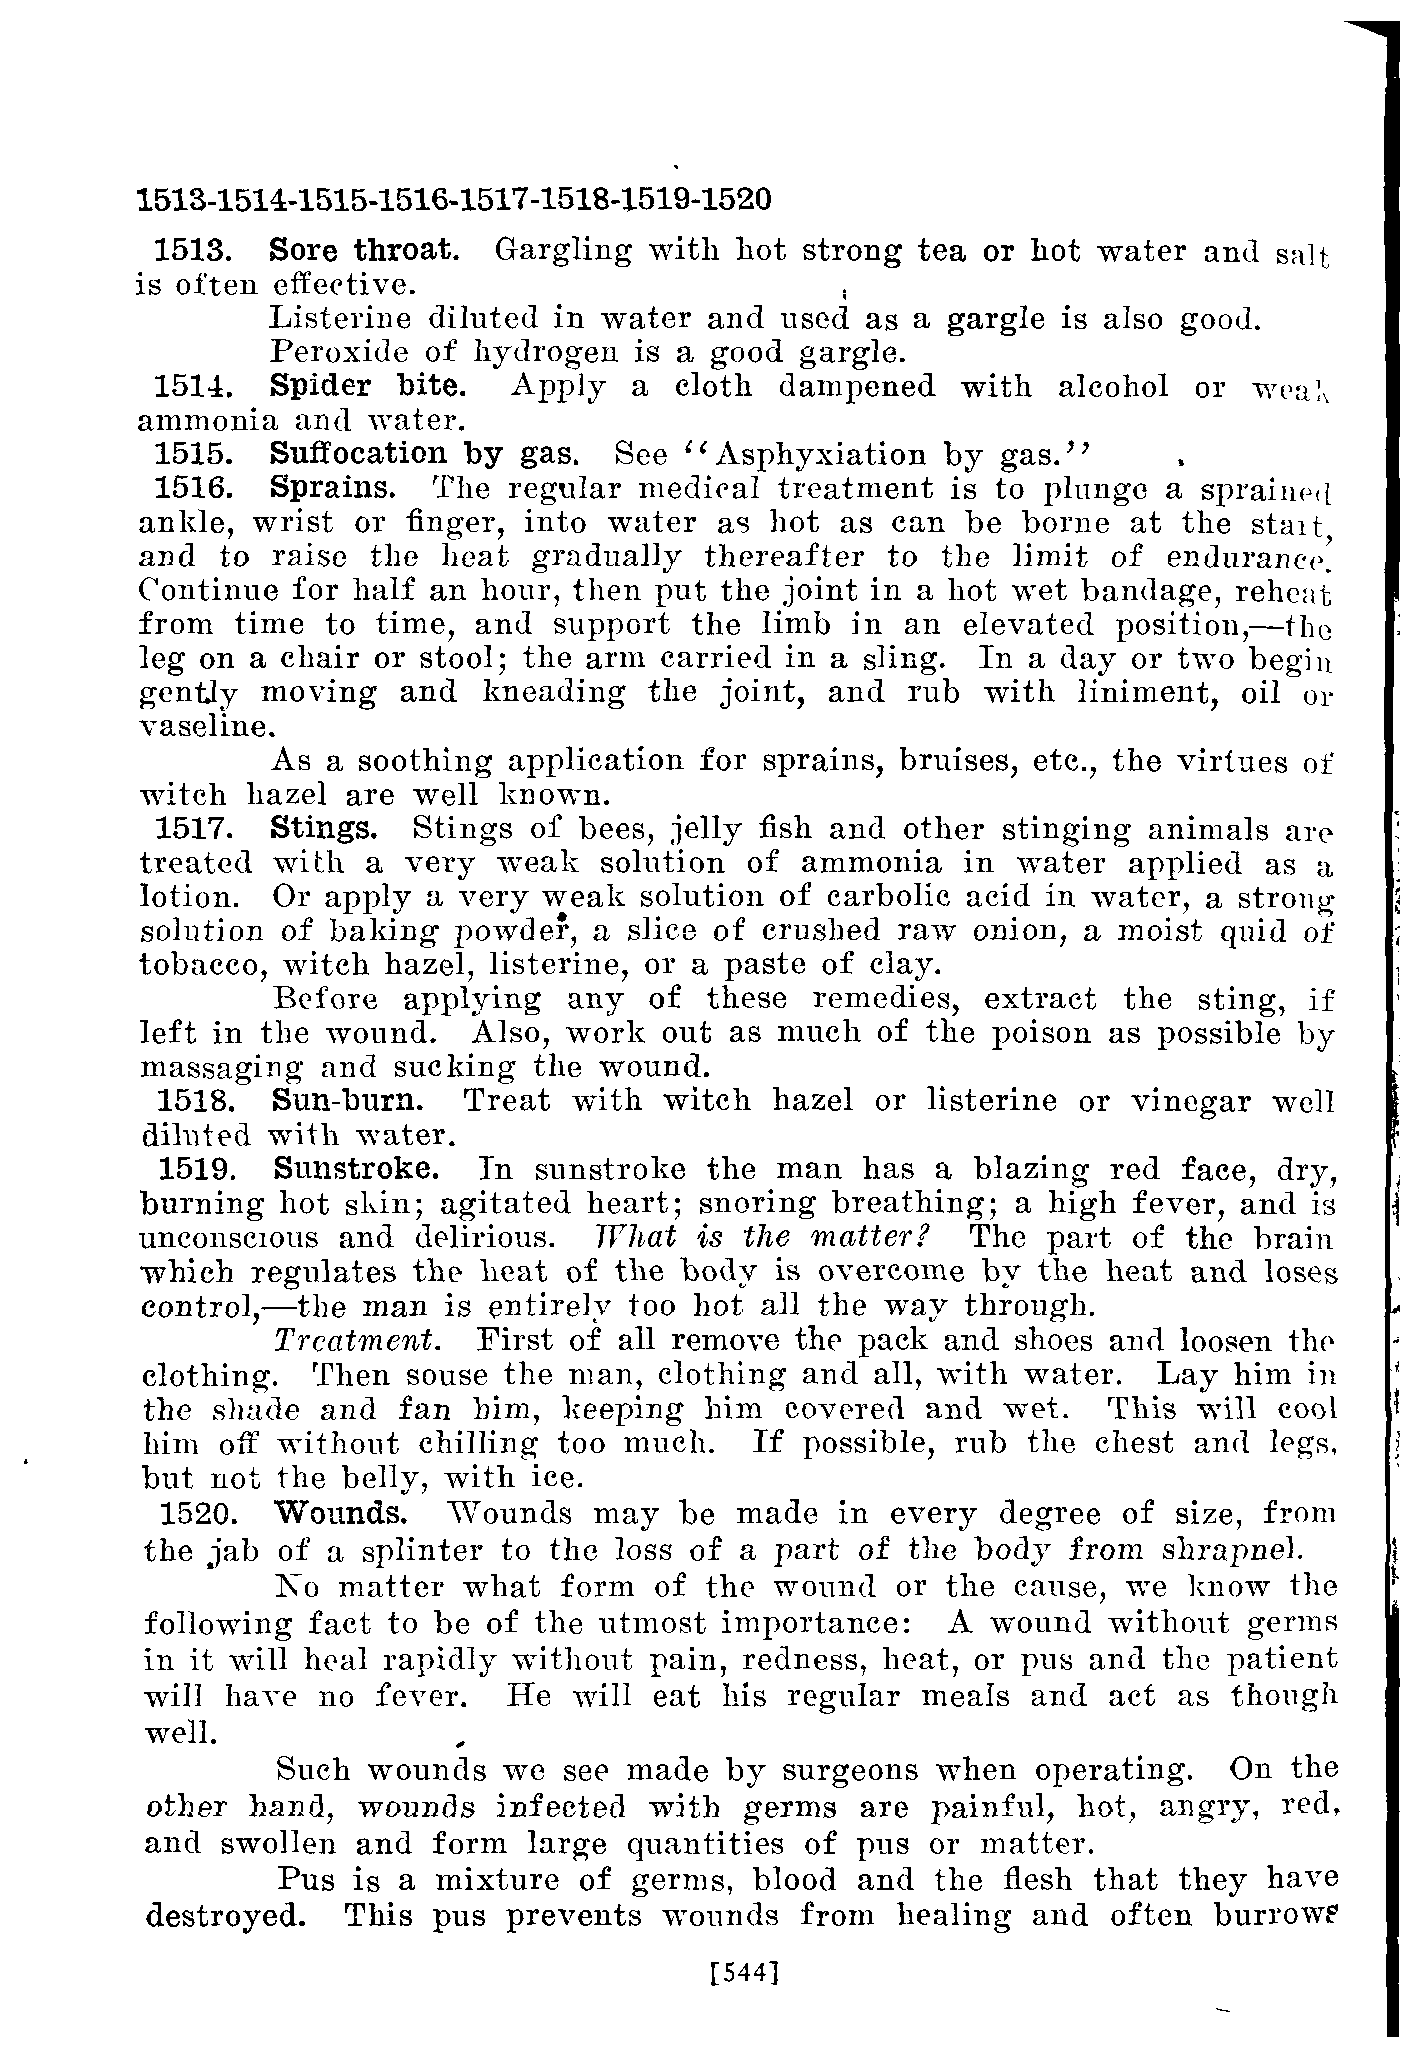 1513-1514-1515-1516-1517-1518-1519-1520
1513. Sore throat. Gargling with hot strong tea or hot water and salt
is often effective.
Listerine diluted in water and used as a gargle is also good.
Peroxide of hydrogen is a good gargle.
1514. Spider bite. Apply a cloth dampened with alcohol or weak
ammonia and water.
1515. Suffocation by gas. See "Asphyxiation by gas."
1516. Sprains. The regular medical treatment is to plunge a sprained
ankle, wrist or finger, into water as hot as can be borne at the start,
and to raise the heat gradually thereafter to the limit of endurance.
Continue for half an hour, then put the joint in a hot wet bandage, reheat
from time to time, and support the limb in an elevated position,—the
leg on a chair or stool; the arm carried in a sling. In a day or two begin
gently moving and kneading the joint, and rub with liniment, oil or
vaseline.
As a soothing application for sprains, bruises, etc., the virtues of
witch hazel are well known.
1517. Stings. Stings of bees, jelly fish and other stinging animals are
treated with a very weak solution of ammonia in water applied as a
lotion. Or apply a very weak solution of carbolic acid in water, a strong
solution of baking powder, a slice of crushed raw onion, a moist quid of
tobacco, witch hazel, listerine, or a paste of clay.
Before applying any of these remedies, extract the sting, if
left in the wound. Also, work out as much of the poison as possible by
massaging and sucking the wound.
1518. Sun-burn. Treat with witch hazel or listerine or vinegar well
diluted with water.
1519. Sunstroke. In sunstroke the man has a blazing red face, dry,
burning hot skin; agitated heart; snoring breathing; a high fever, and is
unconscious and delirious. What is the matter? The part of the brain
which regulates the heat of the body is overcome by the heat and loses
control,—the man is entirely too hot all the way through.
Treatment. First of all remove the pack and shoes and loosen the
clothing. Then souse the man, clothing and all, with water. Lay him in
the shade and fan him, keeping him covered and wet. This will cool
him off without chilling too much. If possible, rub the chest and legs,
but not the belly, with ice.
1520. Wounds. Wounds may be made in every degree of size, from
the jab of a splinter to the loss of a part of the body from shrapnel.
No matter what form of the wound or the cause, we know the
following fact to be of the utmost importance: A wound without germs
in it will heal rapidly without pain, redness, heat, or pus and the patient
will have no fever. He will eat his regular meals and act as though
well.
Such wounds we see made by surgeons when operating. On the
other hand, wounds infected with germs are painful, hot, angry, red,
and swollen and form large quantities of pus or matter.
Pus is a mixture of germs, blood and the flesh that they have
destroyed. This pus prevents wounds from healing and often burrows
[544]